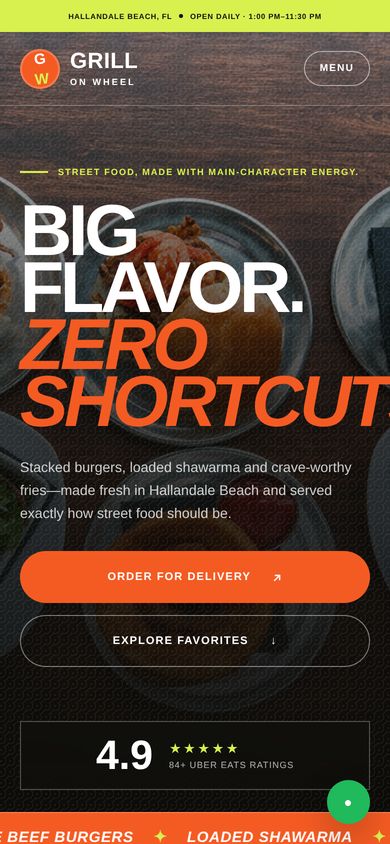 HALLANDALE BEACH, FL • OPEN DAILY · 1:00 PM–11:30 PM
G
W
GRILL
ON WHEEL
MENU
STREET FOOD, MADE WITH MAIN-CHARACTER ENERGY.
BIG
FLAVOR.
ZERO
SHORTCUT
Stacked burgers, loaded shawarma and crave-worthy
fries—made fresh in Hallandale Beach and served
exactly how street food should be.
ORDER FOR DELIVERY ↗
EXPLORE FAVORITES ↓
4.9
★★★★★
84+ UBER EATS RATINGS
BEEF BURGERS ✦ LOADED SHAWARMA ✦